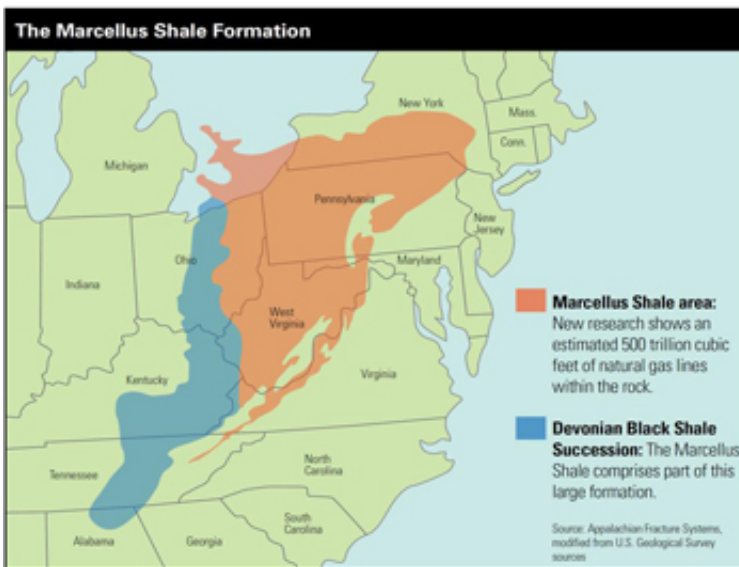 The Marcellus Shale Formation
New York
Mass.
Conn.
Michigan
Pennsylvania
New
Jersey
Ohio
Maryland
Indiana
West
Virginia
Virginia
Kentucky
North
Carolina
Tennessee
South
Carolina
Alabama
Georgia
Marcellus Shale area:
New research shows an
estimated 500 trillion cubic
feet of natural gas lines
within the rock.
Devonian Black Shale
Succession: The Marcellus
Shale comprises part of this
large formation.
Source: Appalachian Fracture Systems,
modified from U.S. Geological Survey
sources